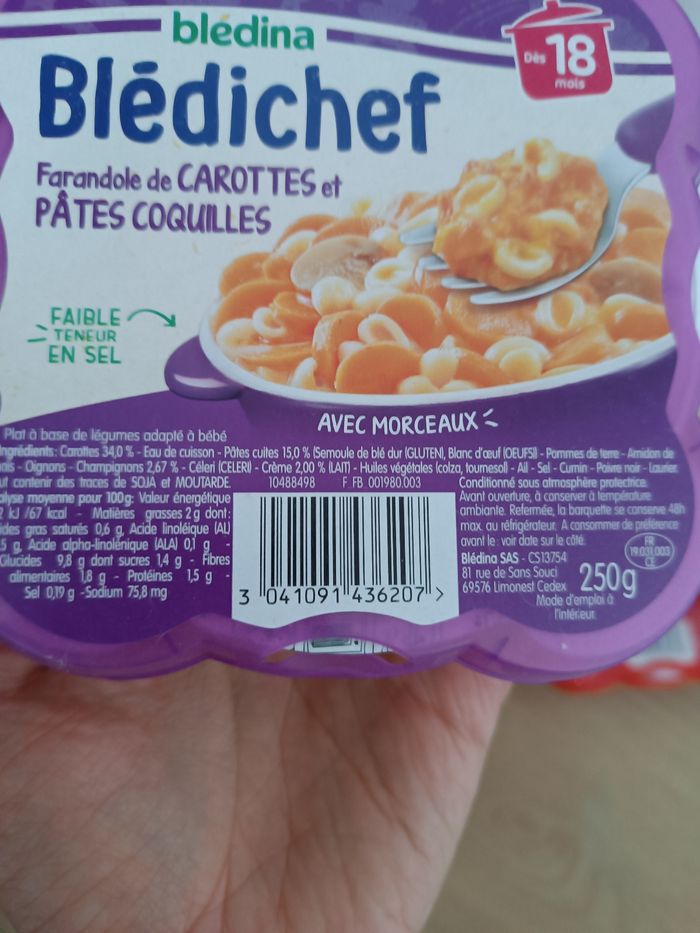 blédina
Blédichef
Dès
18
mois
Farandole de CAROTTES et
PÂTES COQUILLES
FAIBLE
TENEUR
EN SEL
AVEC MORCEAUX
Plat à base de légumes adapté à bébé
Ingrédients: Carottes 34,0 % - Eau de cuisson - Pâtes cuites 15,0 % (Semoule de blé dur (GLUTEN), Blanc d'œuf (OEUFS)) - Pommes de terre - Amidon de
- Oignons - Champignons 2,67 % - Céleri (CELERI) - Crème 2,00 % (LAIT) - Huiles végétales (colza, tournesol) - Ail - Sel - Cumin - Poivre noir - Laurier.
contenir des traces de SOJA et MOUTARDE.
10488498 F FB 001980.003
moyenne pour 100g: Valeur énergétique
kJ /67 kcal - Matières grasses 2 g dont:
gras saturés 0,6 g, Acide linoléique (AL)
g, Acide alpha-linolénique (ALA) 0,1 g -
Glucides 9,8 g dont sucres 1,4 g - Fibres
alimentaires 1,8 g - Protéines 1,5 g -
Sel 0,19 g -Sodium 75,8 mg
3 041091 436207 >
Conditionné sous atmosphère protectrice.
Avant ouverture, à conserver à température
ambiante. Refermée, la barquette se conserve 48h
max. au réfrigérateur. A consommer de préférence
avant le : voir date sur le côté.
Blédina SAS - CS13754
81 rue de Sans Souci
69576 Limonest Cedex
FR
19.031.003
CE
250g
Mode d'emploi à
l'intérieur.